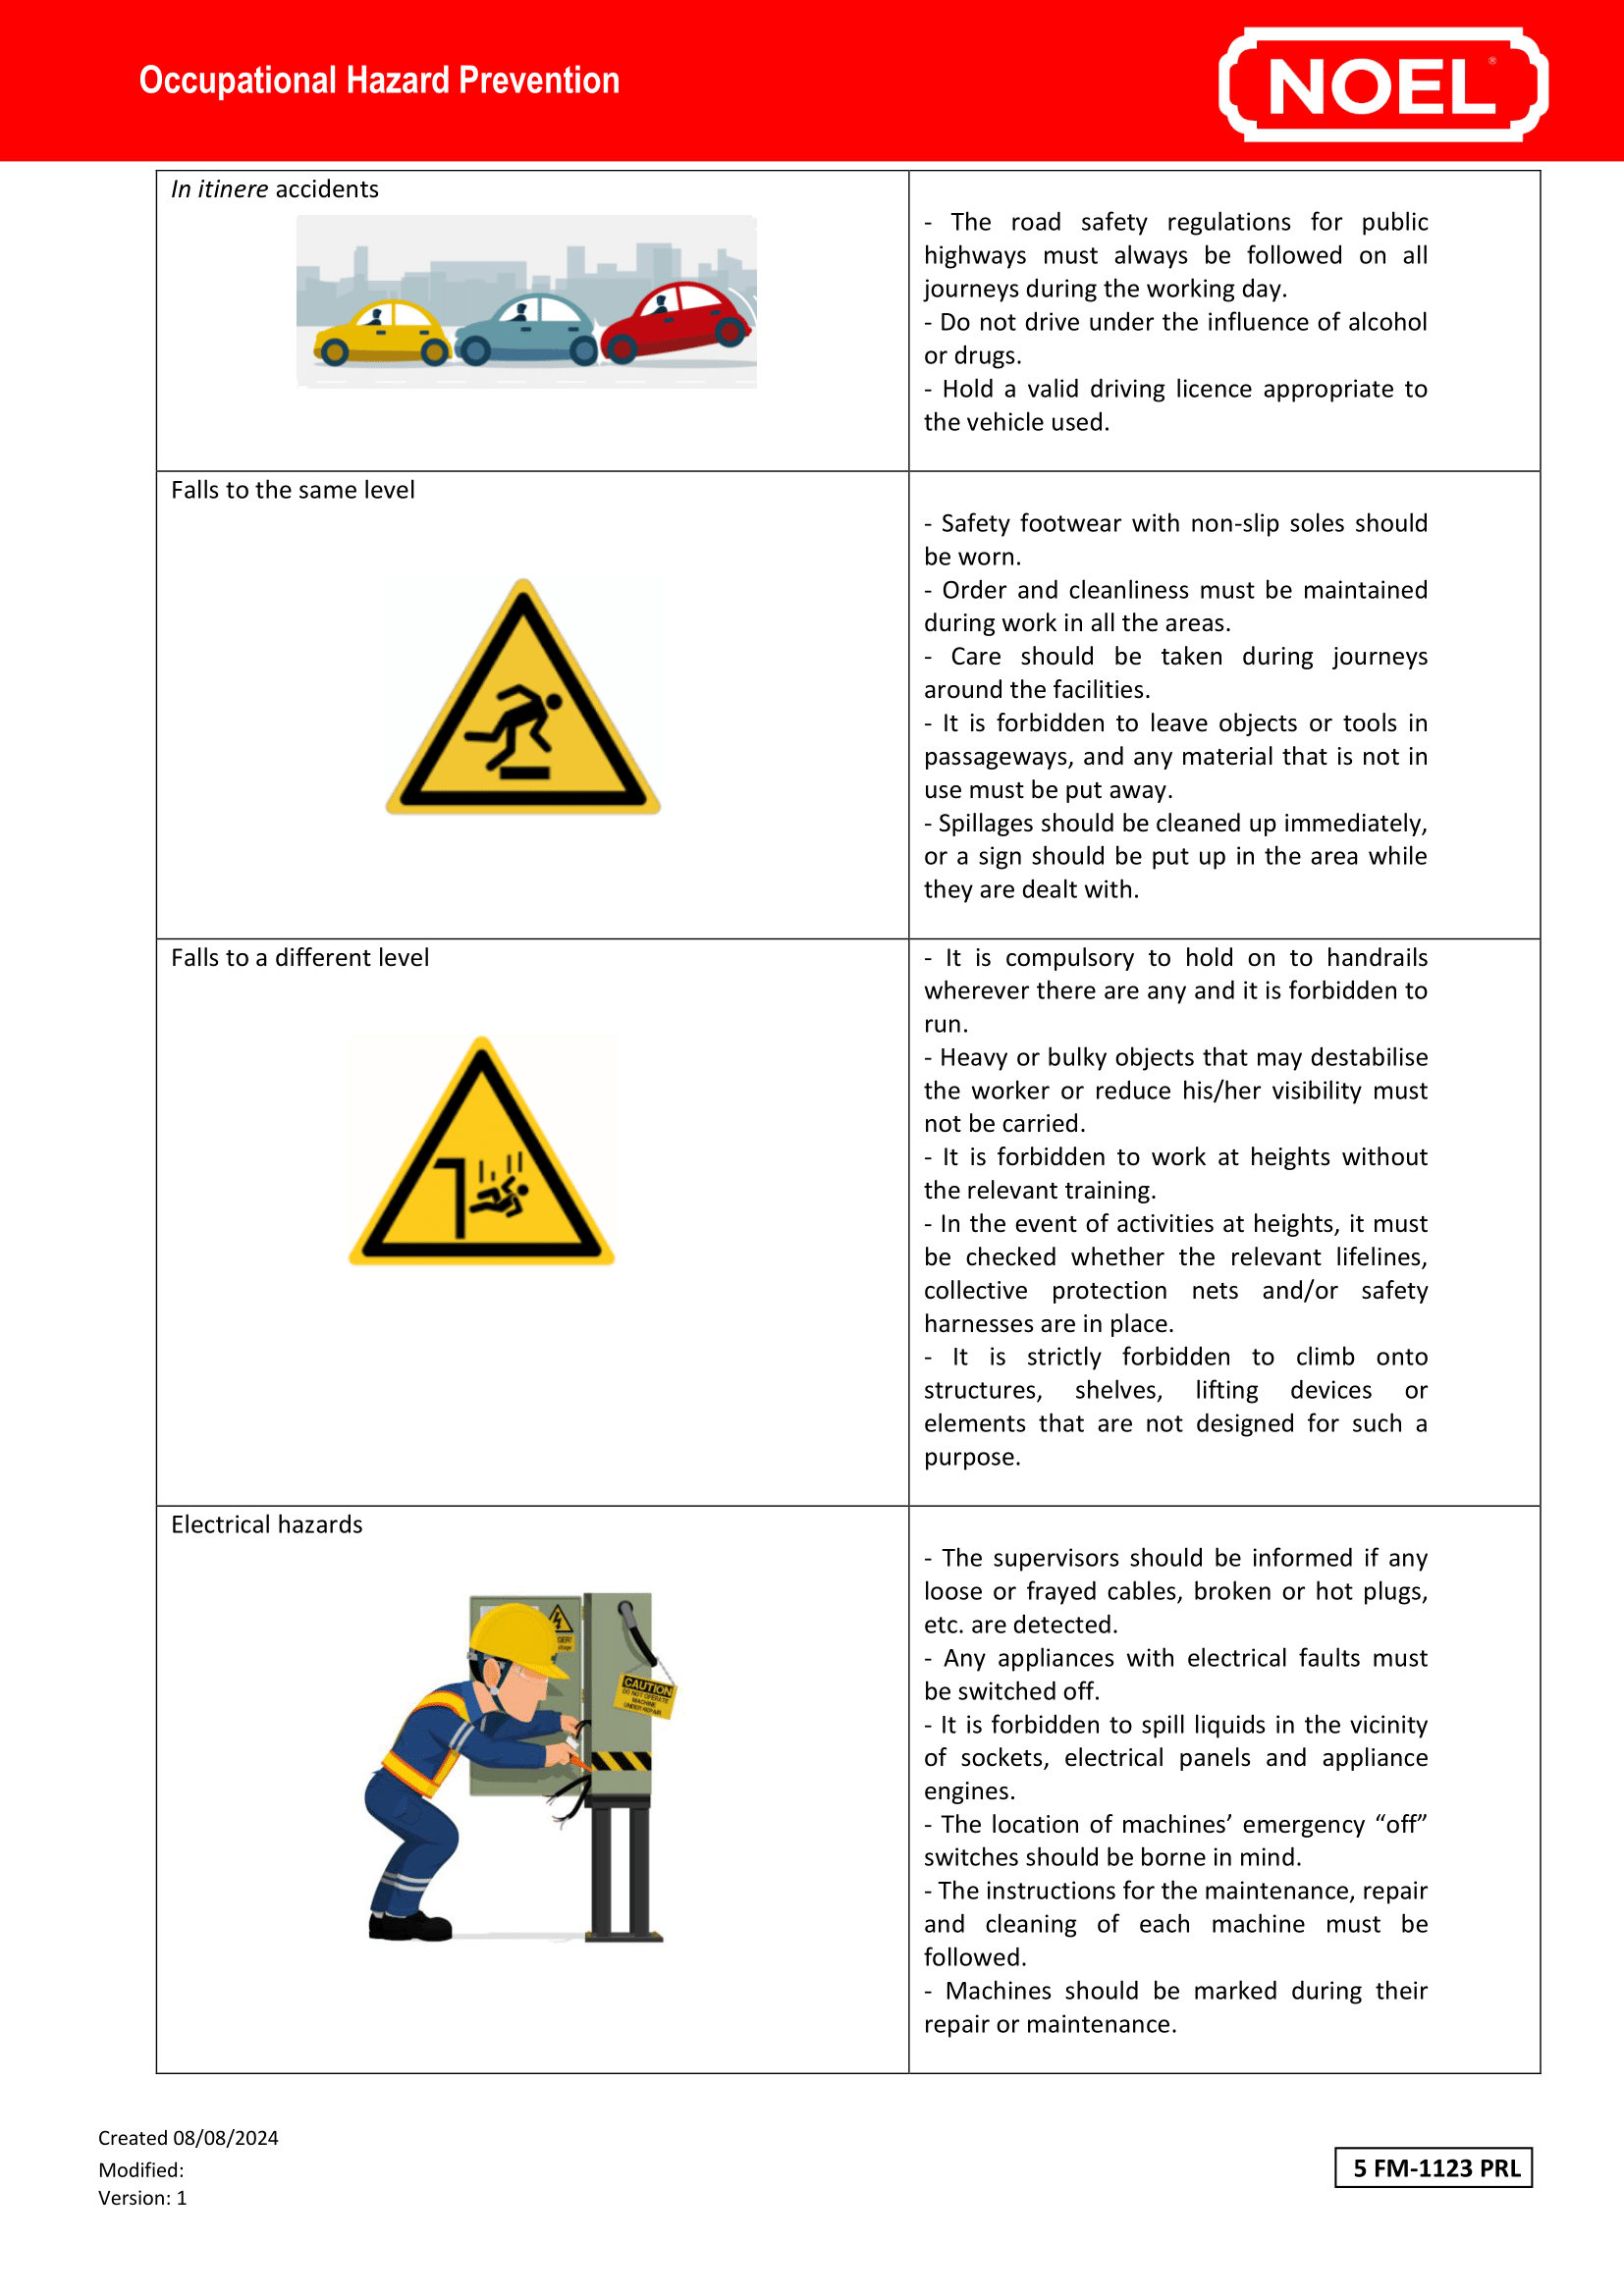 Occupational Hazard Prevention
NOEL
®
In itinere accidents
- The road safety regulations for public
highways must always be followed on all
journeys during the working day.
- Do not drive under the influence of alcohol
or drugs.
- Hold a valid driving licence appropriate to
the vehicle used.
Falls to the same level
- Safety footwear with non-slip soles should
be worn.
- Order and cleanliness must be maintained
during work in all the areas.
- Care should be taken during journeys
around the facilities.
- It is forbidden to leave objects or tools in
passageways, and any material that is not in
use must be put away.
- Spillages should be cleaned up immediately,
or a sign should be put up in the area while
they are dealt with.
Falls to a different level
- It is compulsory to hold on to handrails
wherever there are any and it is forbidden to
run.
- Heavy or bulky objects that may destabilise
the worker or reduce his/her visibility must
not be carried.
- It is forbidden to work at heights without
the relevant training.
- In the event of activities at heights, it must
be checked whether the relevant lifelines,
collective protection nets and/or safety
harnesses are in place.
- It is strictly forbidden to climb onto
structures, shelves, lifting devices or
elements that are not designed for such a
purpose.
Electrical hazards
CAUTION
DO NOT OPERATE
MACHINE
UNDER REPAIR
- The supervisors should be informed if any
loose or frayed cables, broken or hot plugs,
etc. are detected.
- Any appliances with electrical faults must
be switched off.
- It is forbidden to spill liquids in the vicinity
of sockets, electrical panels and appliance
engines.
- The location of machines’ emergency “off”
switches should be borne in mind.
- The instructions for the maintenance, repair
and cleaning of each machine must be
followed.
- Machines should be marked during their
repair or maintenance.
Created 08/08/2024
Modified:
Version: 1
5 FM-1123 PRL